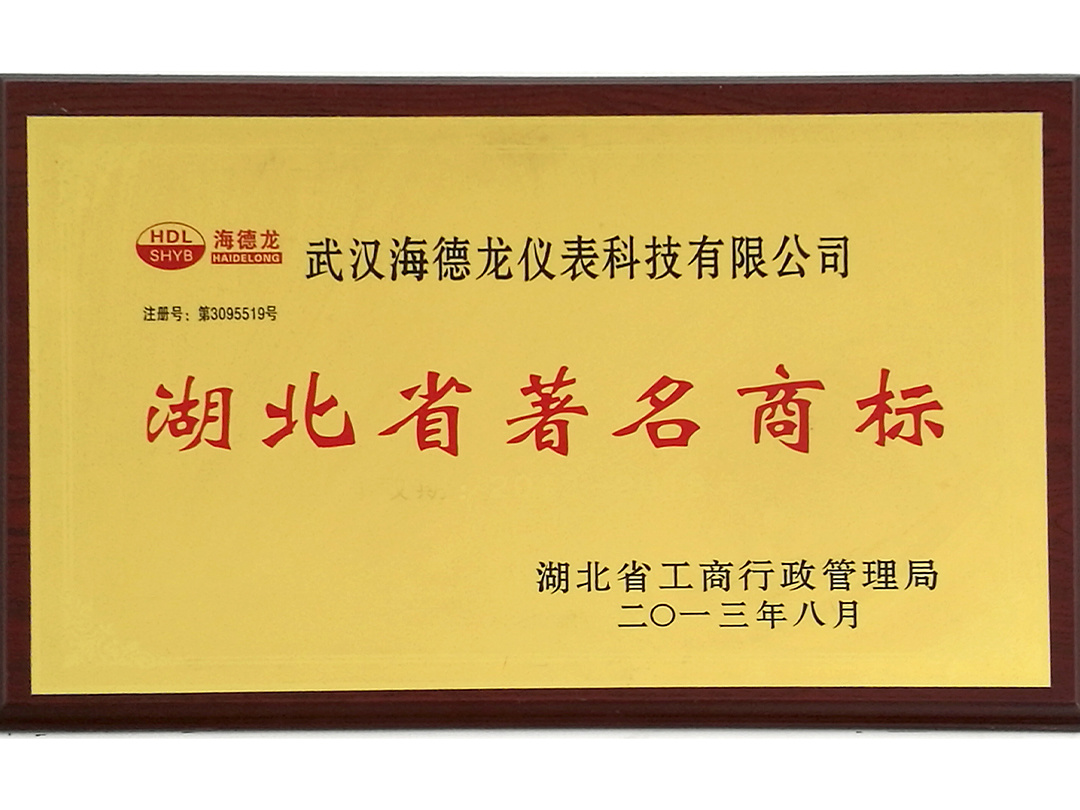 HDL
SHYB
海德龙
HAIDELONG
武汉海德龙仪表科技有限公司
注册号：第3095519号
湖北省著名商标
湖北省工商行政管理局
二〇一三年八月